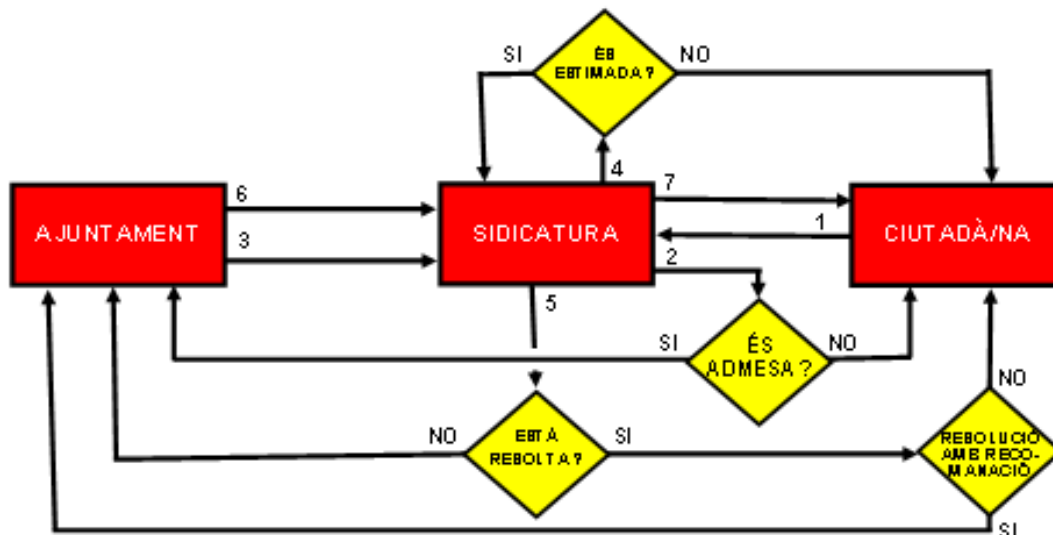 SI
ÉS
ESTIMADA?
NO
4
6
7
AJUNTAMENT
SIDICATURA
CIUTADÀ/NA
1
3
2
5
SI
ÉS
ADMESA?
NO
NO
NO
ESTÀ
RESOLTA?
SI
RESOLUCIÓ
AMB RECO-
MANACIÓ
SI